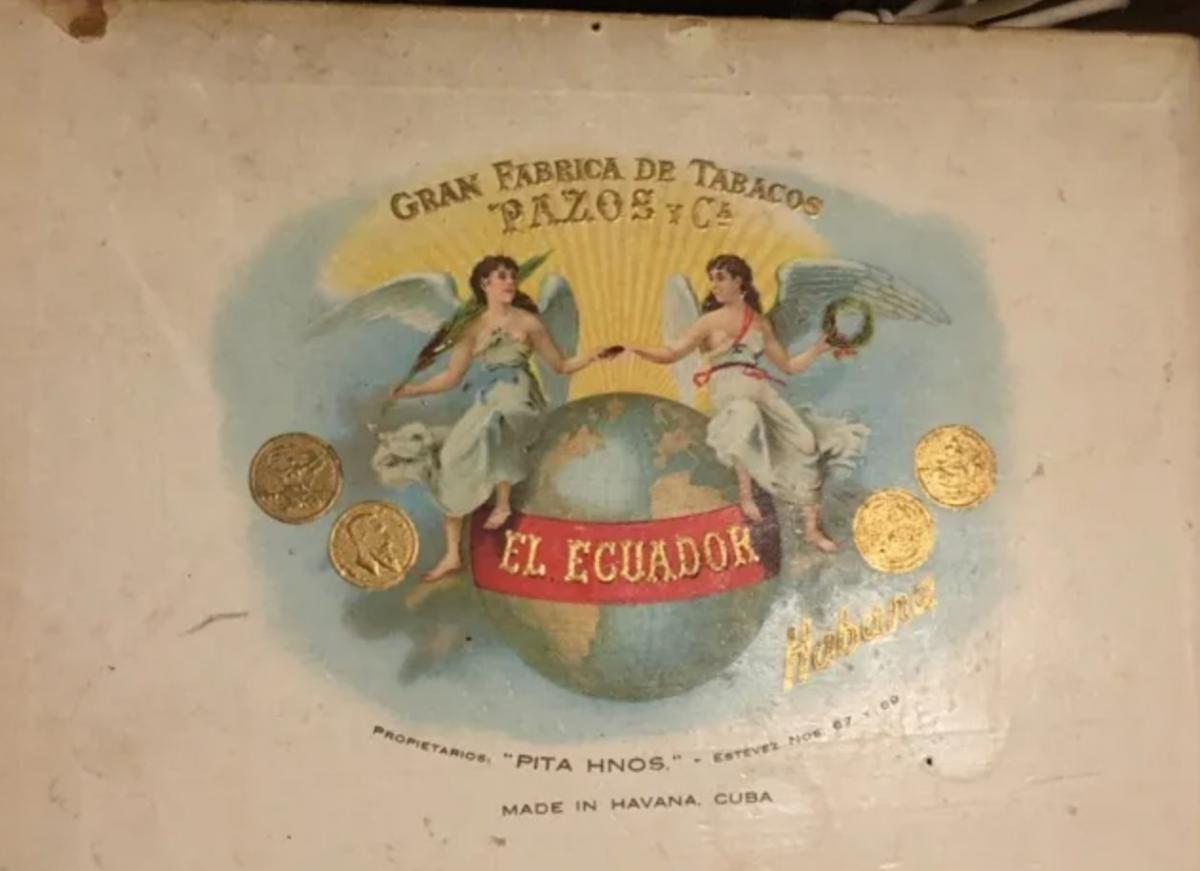 GRAN FABRICA DE TABACOS
PAZOS Y CA
EL ECUADOR
Habana
PROPIETARIOS: "PITA HNOS." - ESTEVEZ NOS. 67 Y 69
MADE IN HAVANA, CUBA